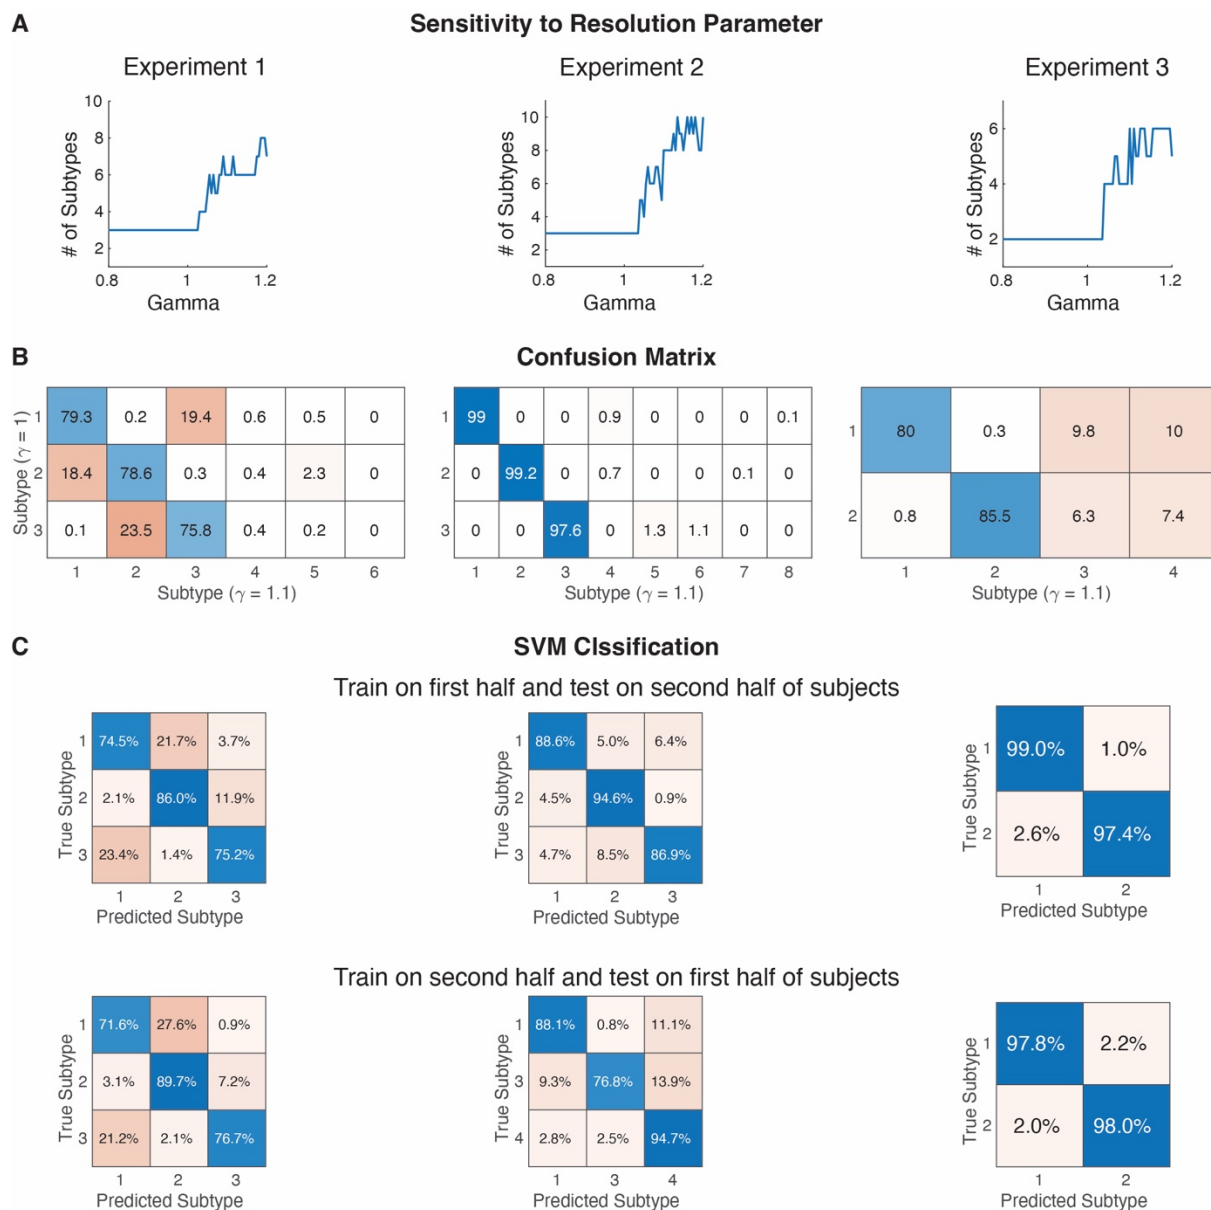 A
Sensitivity to Resolution Parameter
Experiment 1
Experiment 2
Experiment 3
# of Subtypes
10
8
6
4
2
0.8 1 1.2
Gamma
# of Subtypes
10
8
6
4
2
0.8 1 1.2
Gamma
# of Subtypes
6
4
2
0.8 1 1.2
Gamma
B
Confusion Matrix
Subtype (γ = 1)
1 79.3 0.2 19.4 0.6 0.5 0
2 18.4 78.6 0.3 0.4 2.3 0
3 0.1 23.5 75.8 0.4 0.2 0
1 2 3 4 5 6
Subtype (γ = 1.1)
1 99 0 0 0.9 0 0 0 0.1
2 0 99.2 0 0.7 0 0 0.1 0
3 0 0 97.6 0 1.3 1.1 0 0
1 2 3 4 5 6 7 8
Subtype (γ = 1.1)
1 80 0.3 9.8 10
2 0.8 85.5 6.3 7.4
1 2 3 4
Subtype (γ = 1.1)
C
SVM Clssification
Train on first half and test on second half of subjects
True Subtype
1 74.5% 21.7% 3.7%
2 2.1% 86.0% 11.9%
3 23.4% 1.4% 75.2%
1 2 3
Predicted Subtype
True Subtype
1 88.6% 5.0% 6.4%
2 4.5% 94.6% 0.9%
3 4.7% 8.5% 86.9%
1 2 3
Predicted Subtype
True Subtype
1 99.0% 1.0%
2 2.6% 97.4%
1 2
Predicted Subtype
Train on second half and test on first half of subjects
True Subtype
1 71.6% 27.6% 0.9%
2 3.1% 89.7% 7.2%
3 21.2% 2.1% 76.7%
1 2 3
Predicted Subtype
True Subtype
1 88.1% 0.8% 11.1%
3 9.3% 76.8% 13.9%
4 2.8% 2.5% 94.7%
1 3 4
Predicted Subtype
True Subtype
1 97.8% 2.2%
2 2.0% 98.0%
1 2
Predicted Subtype